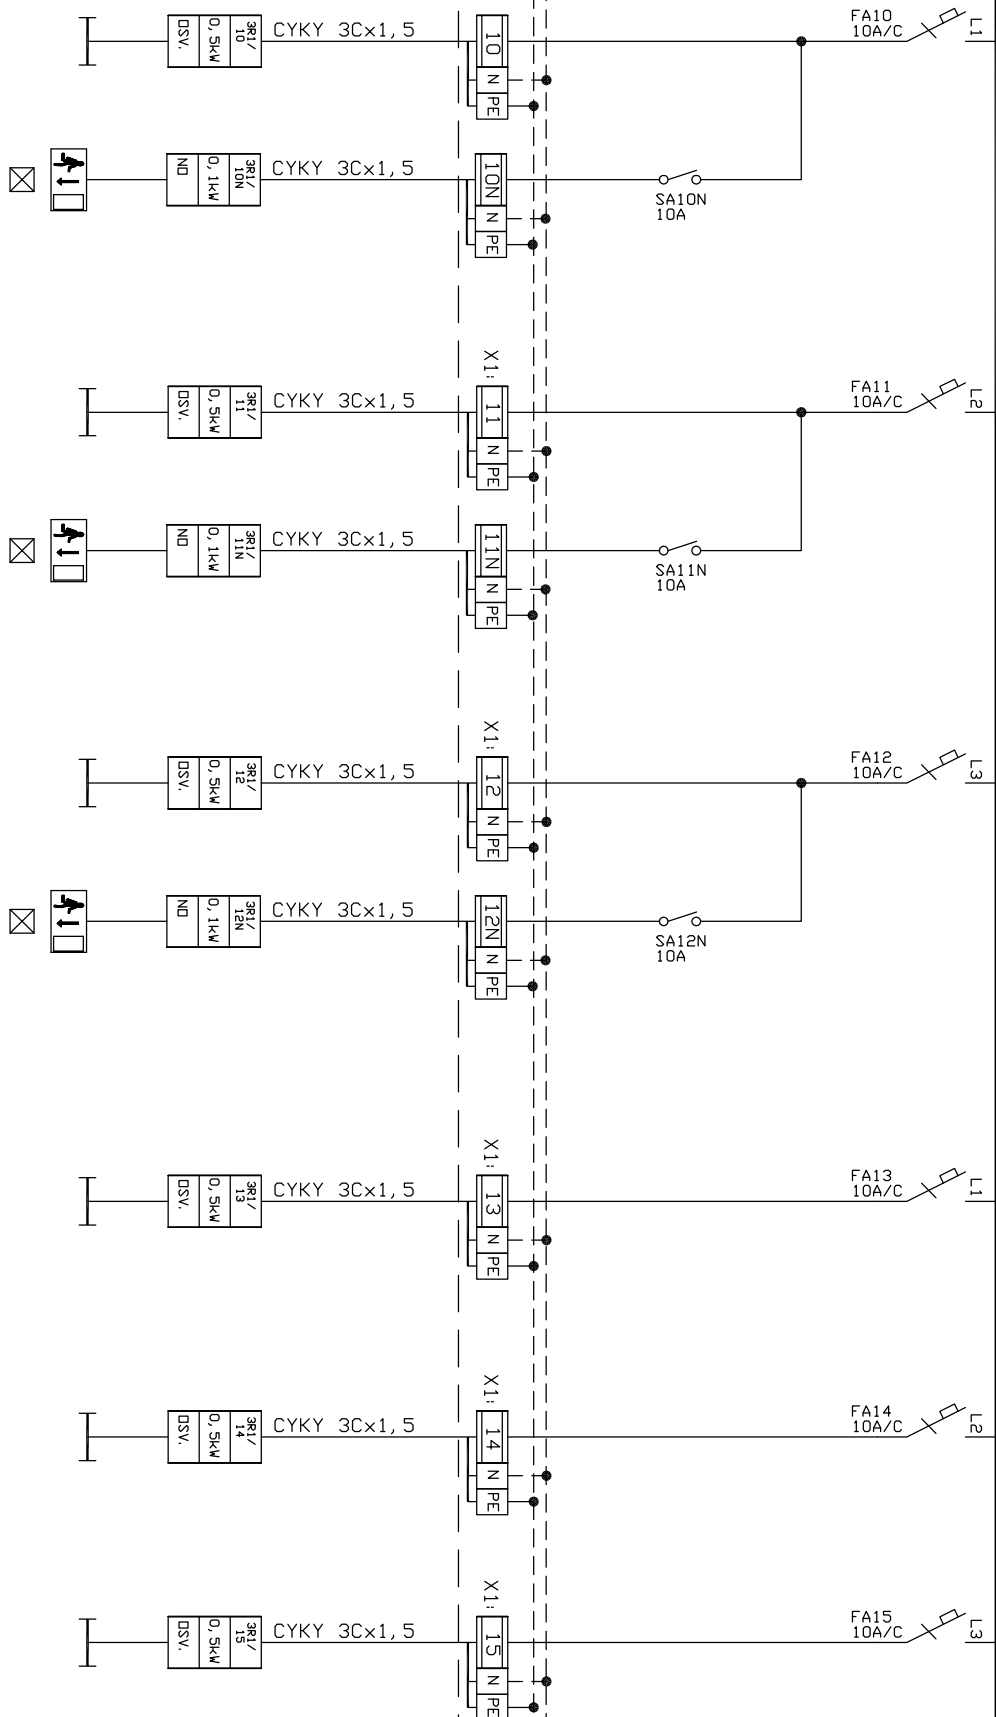 FA10
10A/C
L1
3R1/
10
0,5kW
OSV.
CYKY 3Cx1,5
10
N
PE
3R1/
10N
0,1kW
NO
CYKY 3Cx1,5
10N
N
PE
SA10N
10A
X1:
FA11
10A/C
L2
3R1/
11
0,5kW
OSV.
CYKY 3Cx1,5
11
N
PE
3R1/
11N
0,1kW
NO
CYKY 3Cx1,5
11N
N
PE
SA11N
10A
X1:
FA12
10A/C
L3
3R1/
12
0,5kW
OSV.
CYKY 3Cx1,5
12
N
PE
3R1/
12N
0,1kW
NO
CYKY 3Cx1,5
12N
N
PE
SA12N
10A
X1:
FA13
10A/C
L1
3R1/
13
0,5kW
OSV.
CYKY 3Cx1,5
13
N
PE
X1:
FA14
10A/C
L2
3R1/
14
0,5kW
OSV.
CYKY 3Cx1,5
14
N
PE
X1:
FA15
10A/C
L3
3R1/
15
0,5kW
OSV.
CYKY 3Cx1,5
15
N
PE